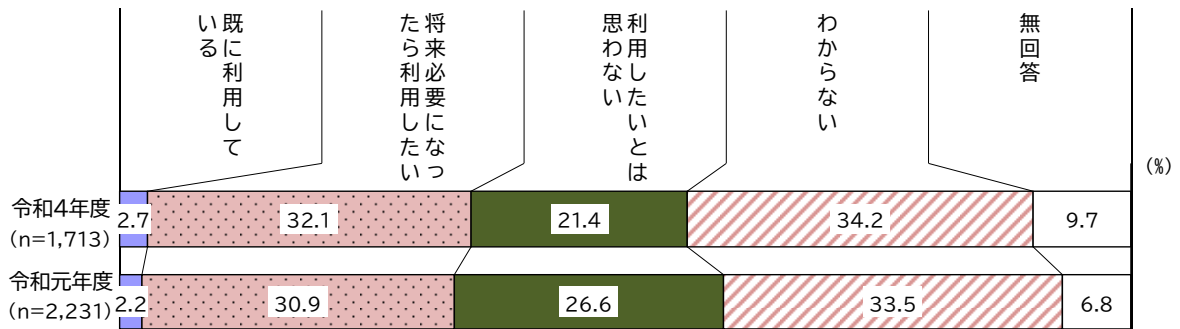 既に利用して
いる
将来必要になっ
たら利用したい
利用したいとは
思わない
わからない
無回答
(%)
令和4年度
(n=1,713)
2.7
32.1
21.4
34.2
9.7
令和元年度
(n=2,231)
2.2
30.9
26.6
33.5
6.8